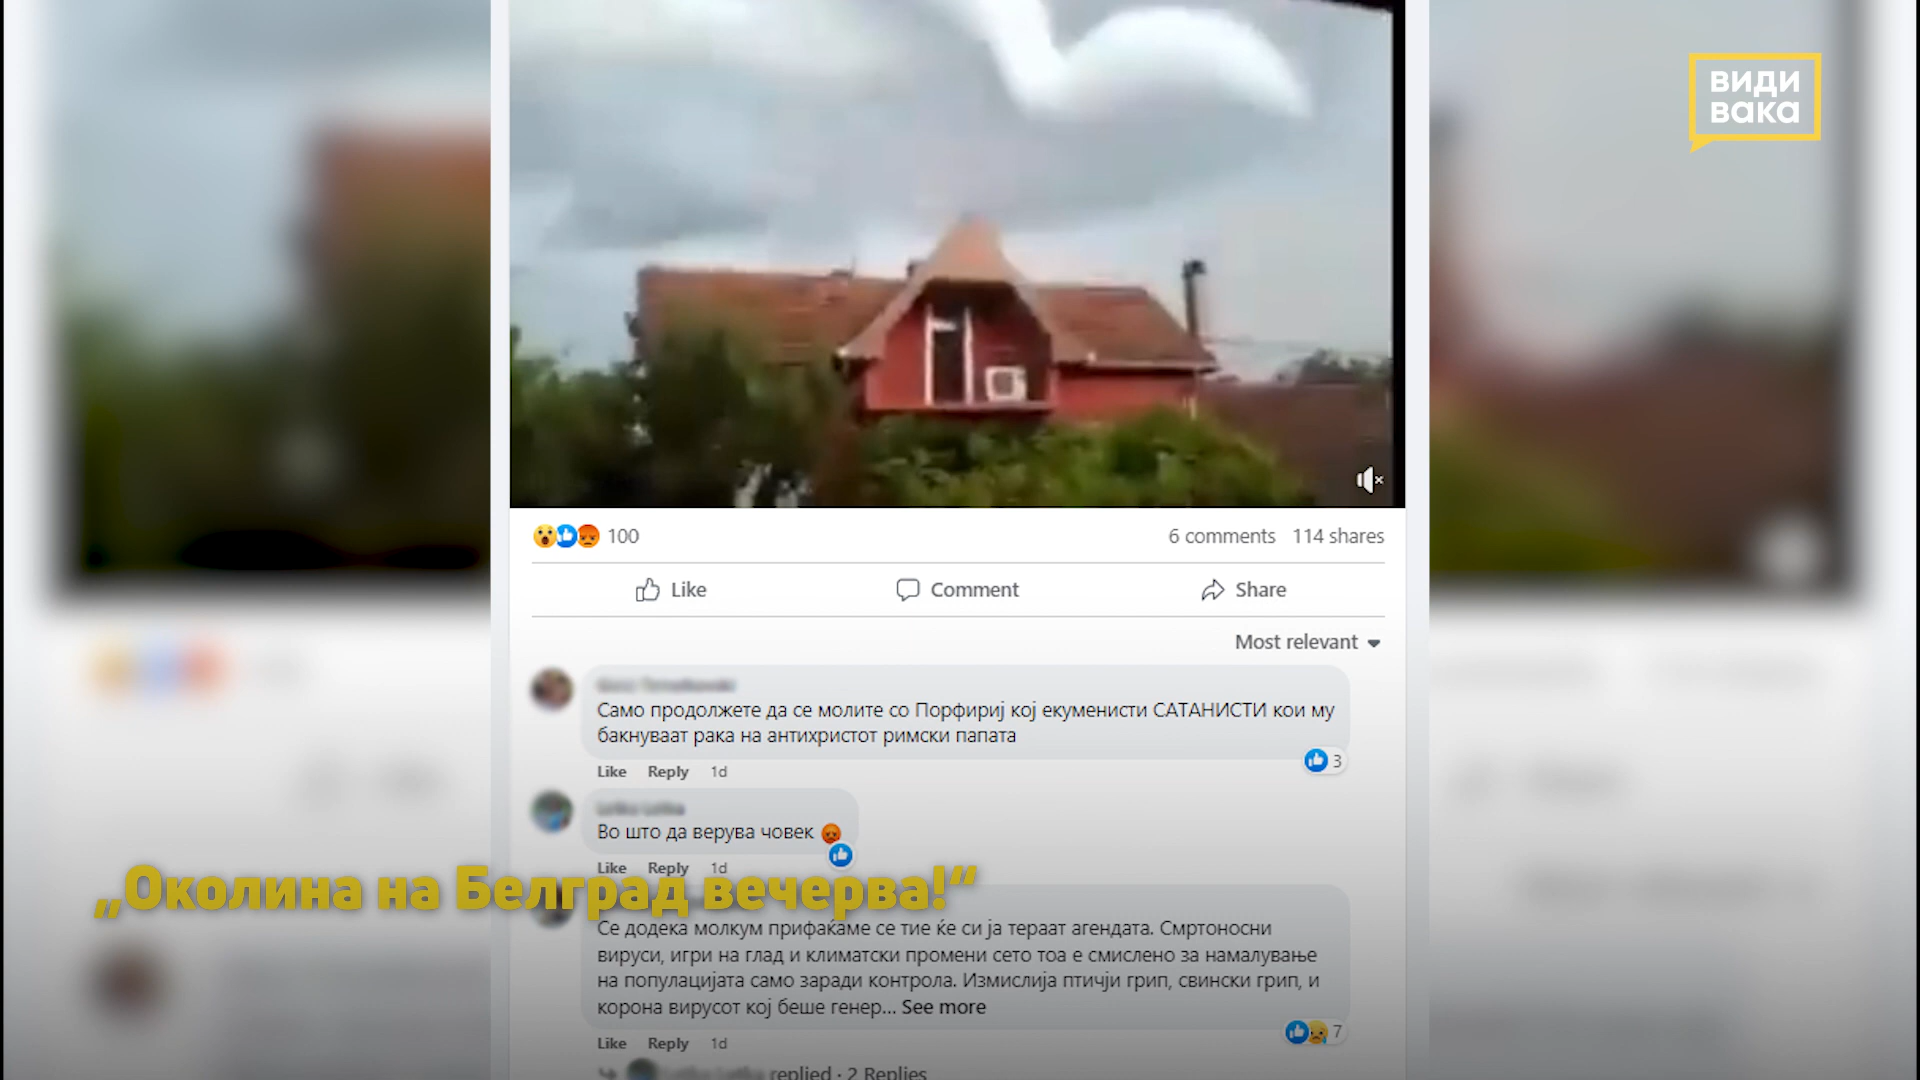 ВИДИ
ВАКА
100
6 comments 114 shares
Like Comment Share
Most relevant
Само продолжете да се молите со Порфириј кој екуменисти САТАНИСТИ кои му
бакнуваат рака на антихристот римски папата
3
Like Reply 1d
Во што да верува човек
Like Reply 1d
„Околина на Белград вечерва!“
Се додека молкум прифаќаме се тие ќе си ја тераат агендата. Смртоносни
вируси, игри на глад и климатски промени сето тоа е смислено за намалување
на популацијата само заради контрола. Измислија птичји грип, свински грип, и
корона вирусот кој беше генер... See more
7
Like Reply 1d
replied · 2 Replies